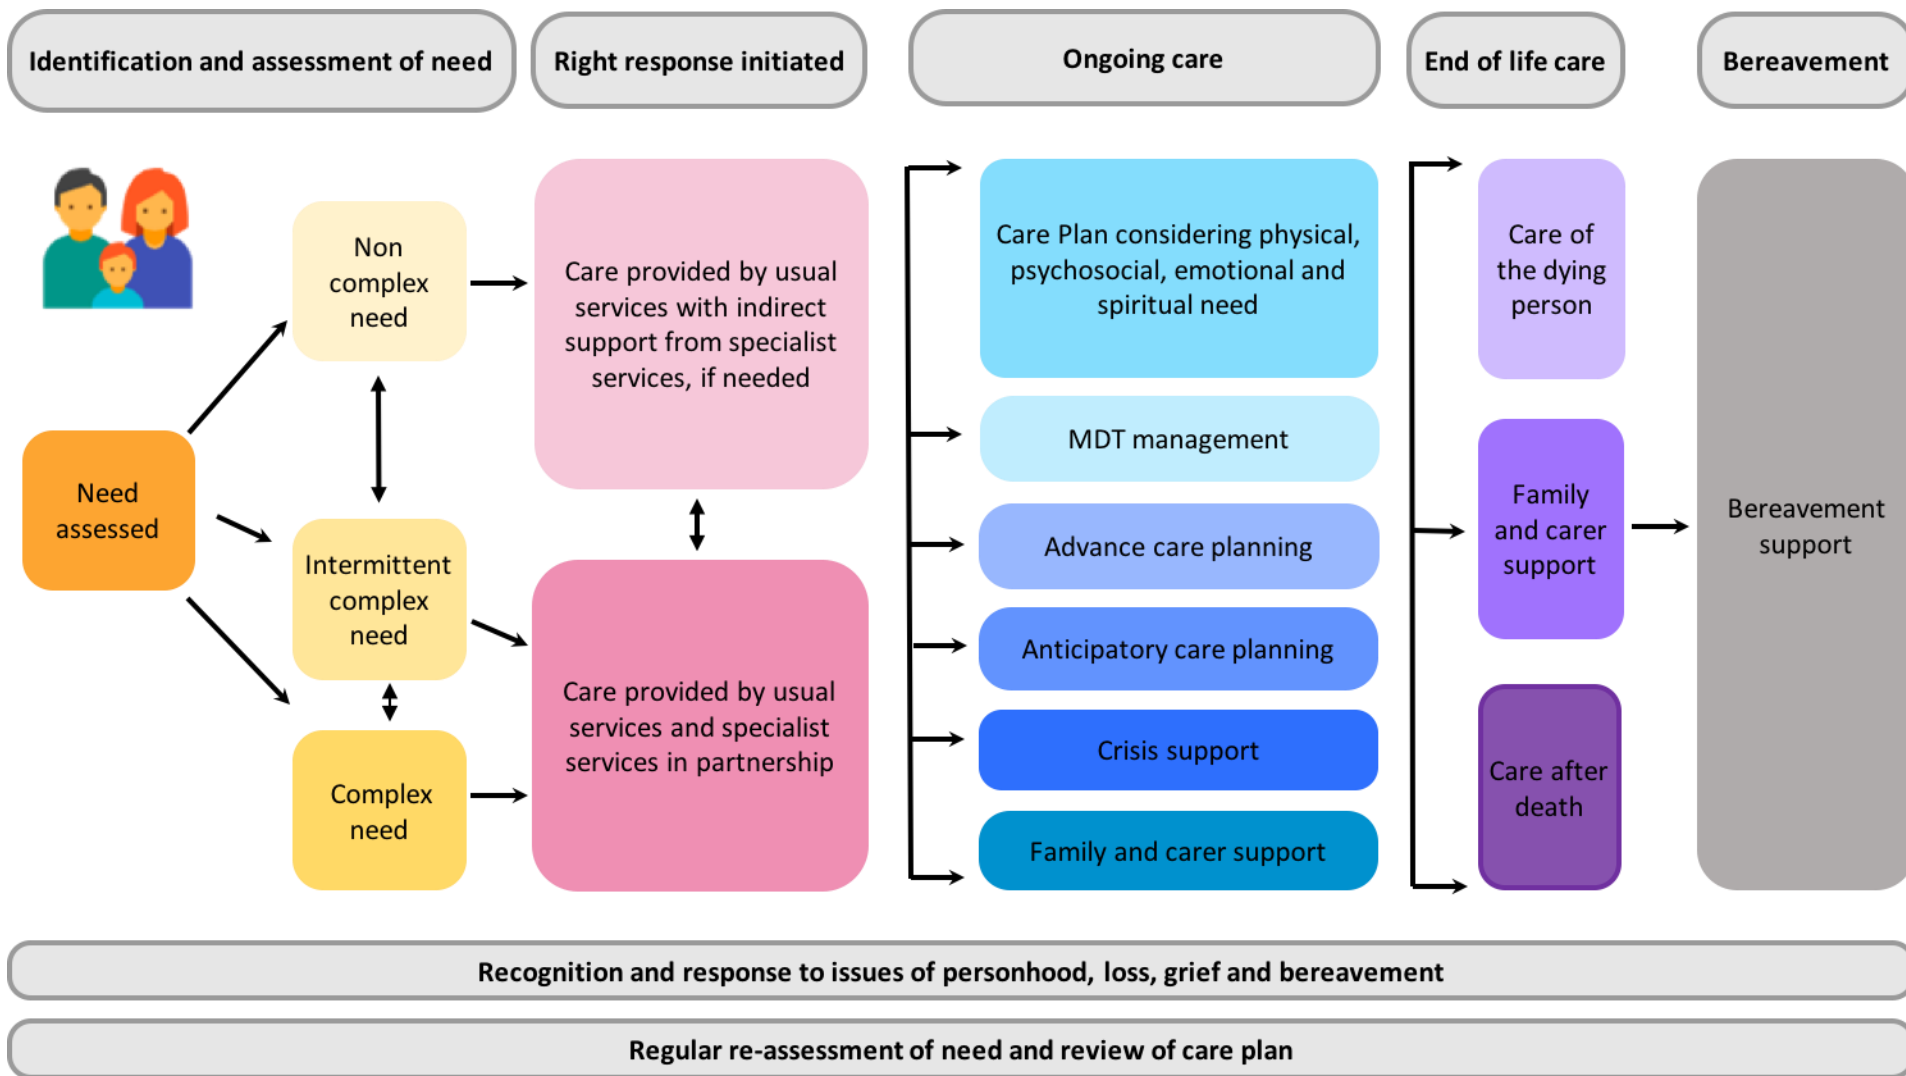 Identification and assessment of need
Right response initiated
Ongoing care
End of life care
Bereavement
Need
assessed
Non
complex
need
Intermittent
complex
need
Complex
need
Care provided by usual
services with indirect
support from specialist
services, if needed
Care provided by usual
services and specialist
services in partnership
Care Plan considering physical,
psychosocial, emotional and
spiritual need
MDT management
Advance care planning
Anticipatory care planning
Crisis support
Family and carer support
Care of
the dying
person
Family
and carer
support
Care after
death
Bereavement
support
Recognition and response to issues of personhood, loss, grief and bereavement
Regular re-assessment of need and review of care plan